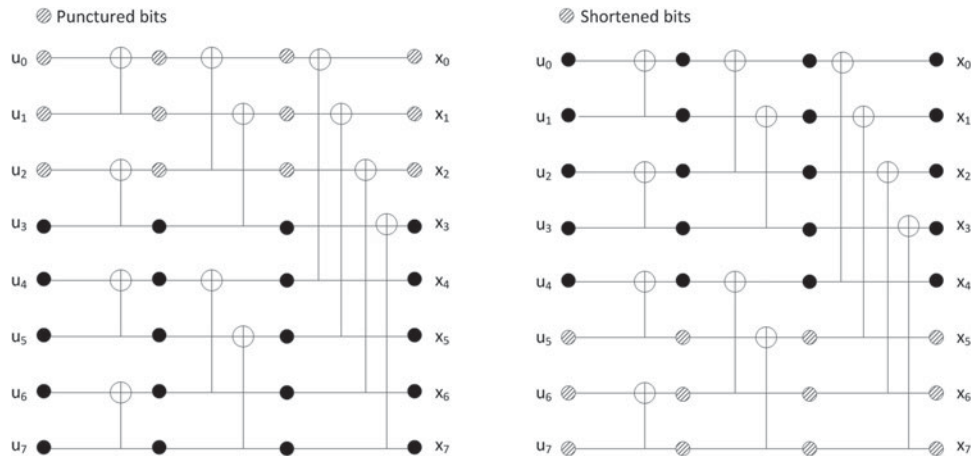 Punctured bits
u0 x0
u1 x1
u2 x2
u3 x3
u4 x4
u5 x5
u6 x6
u7 x7
Shortened bits
u0 x0
u1 x1
u2 x2
u3 x3
u4 x4
u5 x5
u6 x6
u7 x7